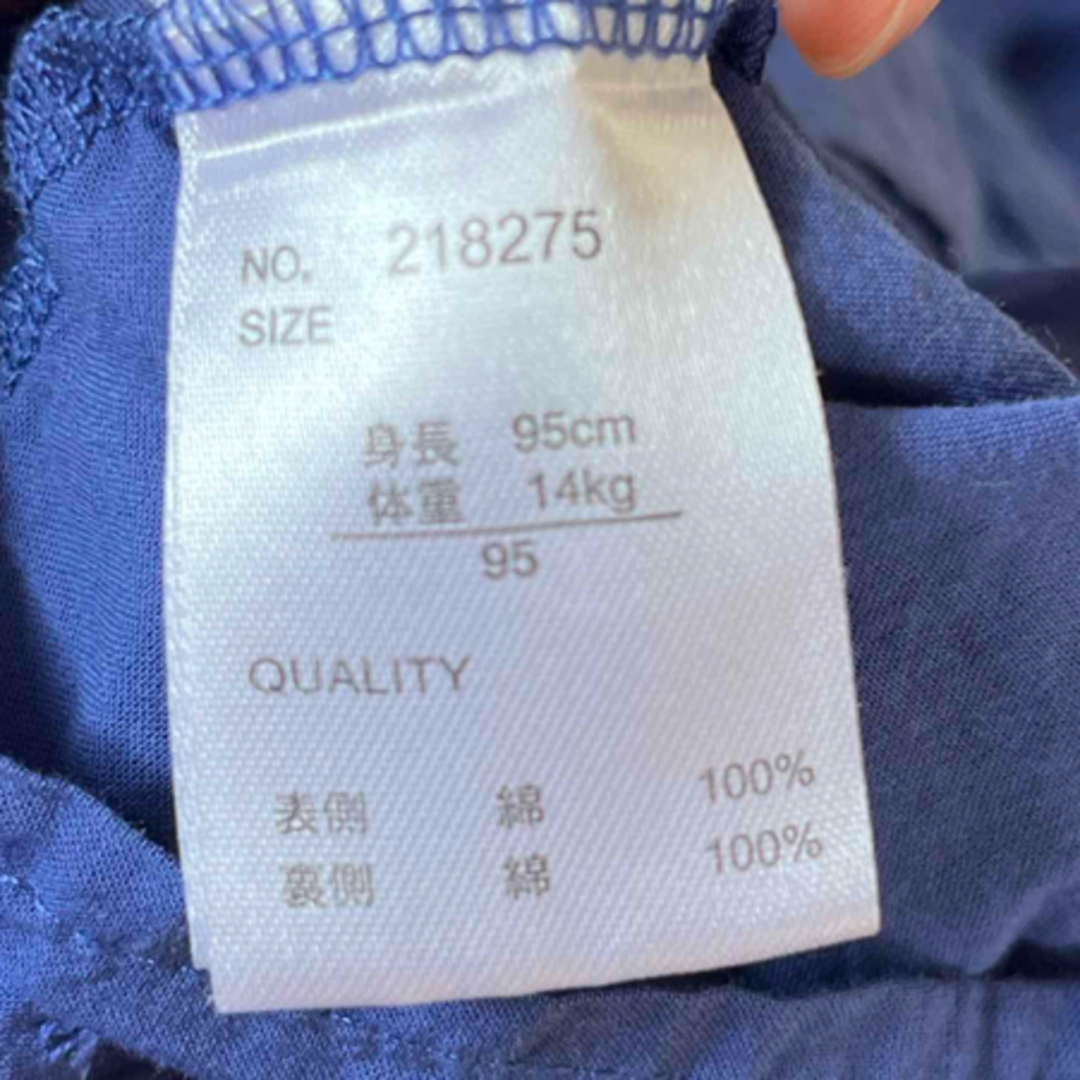 NO. 218275
SIZE
身長 95cm
体重 14kg
95
QUALITY
表側 綿 100%
裏側 綿 100%